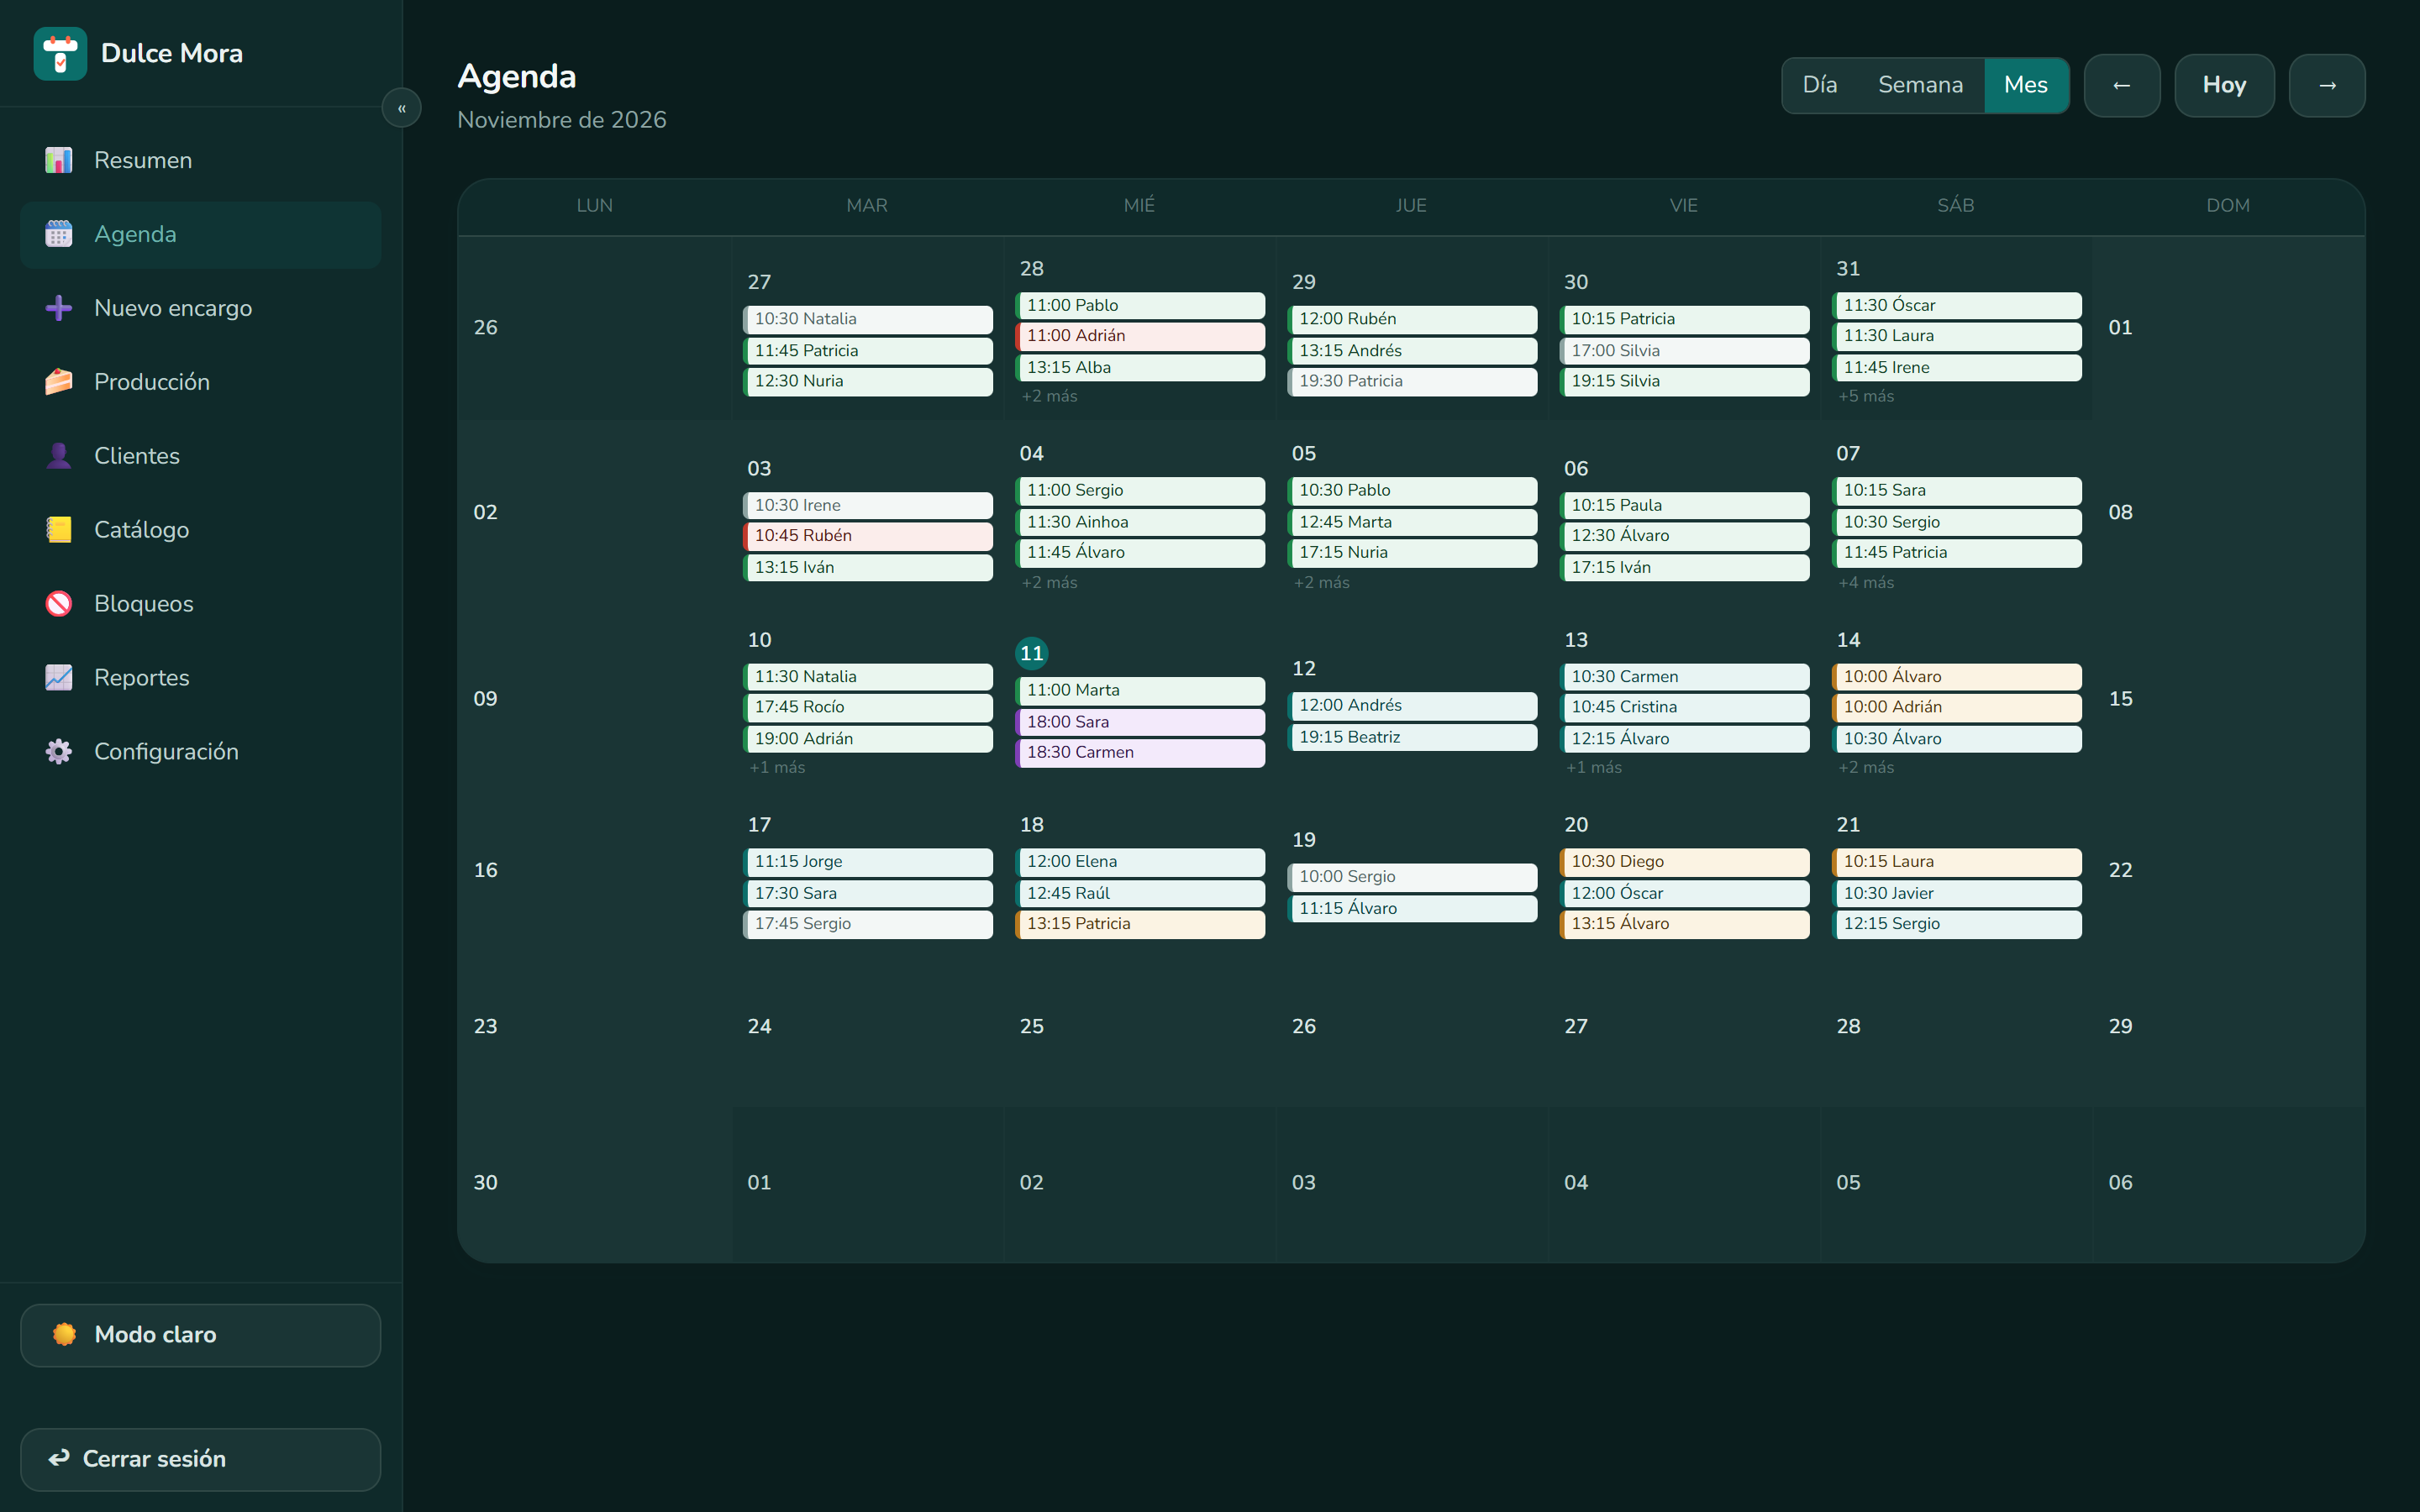 Dulce Mora
«
Resumen
Agenda
Nuevo encargo
Producción
Clientes
Catálogo
Bloqueos
Reportes
Configuración
Modo claro
Cerrar sesión
Agenda
Noviembre de 2026
Día Semana Mes ← Hoy →
LUN MAR MIÉ JUE VIE SÁB DOM
26
27
10:30 Natalia
11:45 Patricia
12:30 Nuria
28
11:00 Pablo
11:00 Adrián
13:15 Alba
+2 más
29
12:00 Rubén
13:15 Andrés
19:30 Patricia
30
10:15 Patricia
17:00 Silvia
19:15 Silvia
31
11:30 Óscar
11:30 Laura
11:45 Irene
+5 más
01
02
03
10:30 Irene
10:45 Rubén
13:15 Iván
04
11:00 Sergio
11:30 Ainhoa
11:45 Álvaro
+2 más
05
10:30 Pablo
12:45 Marta
17:15 Nuria
+2 más
06
10:15 Paula
12:30 Álvaro
17:15 Iván
07
10:15 Sara
10:30 Sergio
11:45 Patricia
+4 más
08
09
10
11:30 Natalia
17:45 Rocío
19:00 Adrián
+1 más
11
11:00 Marta
18:00 Sara
18:30 Carmen
12
12:00 Andrés
19:15 Beatriz
13
10:30 Carmen
10:45 Cristina
12:15 Álvaro
+1 más
14
10:00 Álvaro
10:00 Adrián
10:30 Álvaro
+2 más
15
16
17
11:15 Jorge
17:30 Sara
17:45 Sergio
18
12:00 Elena
12:45 Raúl
13:15 Patricia
19
10:00 Sergio
11:15 Álvaro
20
10:30 Diego
12:00 Óscar
13:15 Álvaro
21
10:15 Laura
10:30 Javier
12:15 Sergio
22
23
24
25
26
27
28
29
30
01
02
03
04
05
06